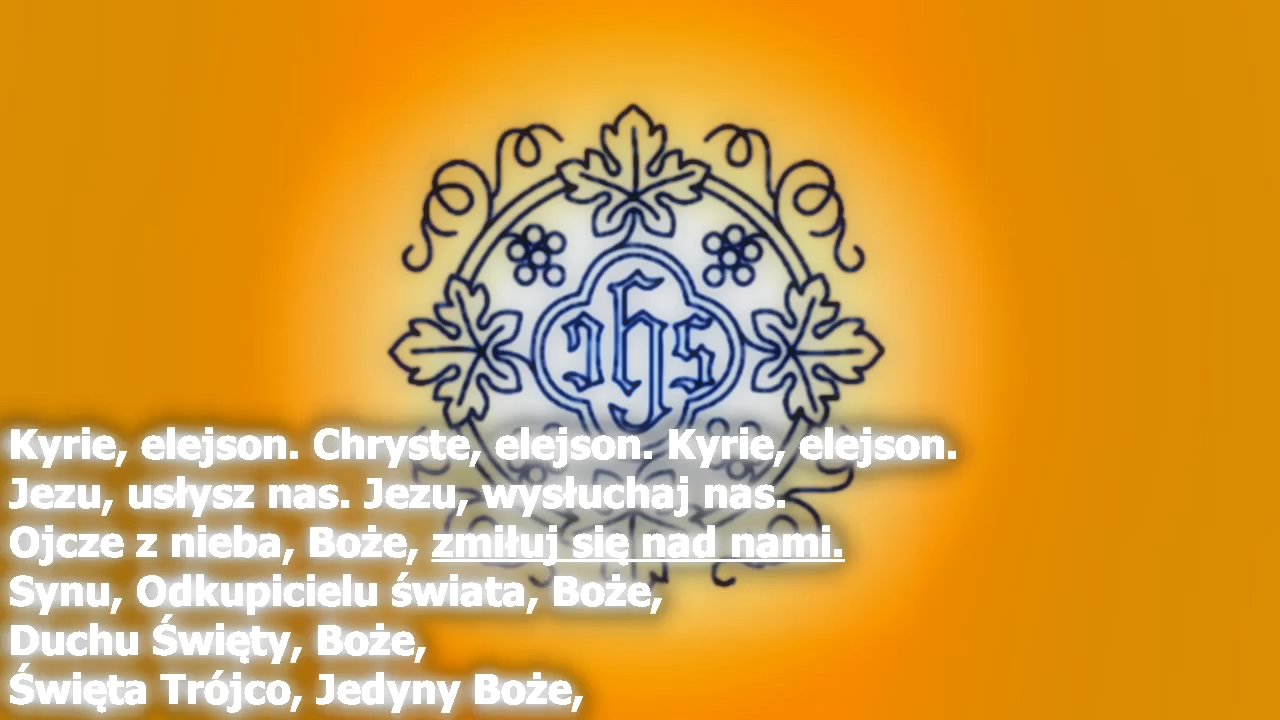 ihs
Kyrie, elejson. Chryste, elejson. Kyrie, elejson.
Jezu, usłysz nas. Jezu, wysłuchaj nas.
Ojcze z nieba, Boże, zmiłuj się nad nami.
Synu, Odkupicielu świata, Boże,
Duchu Święty, Boże,
Święta Trójco, Jedyny Boże,